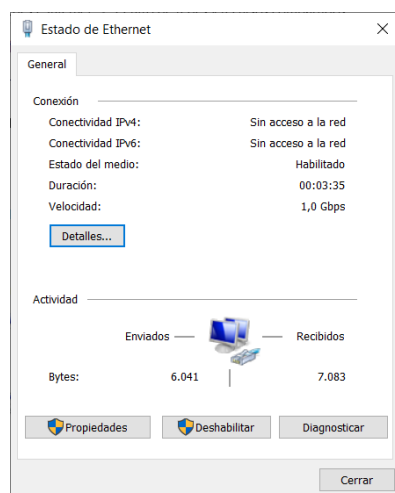 Estado de Ethernet
General
Conexión
Conectividad IPv4: Sin acceso a la red
Conectividad IPv6: Sin acceso a la red
Estado del medio: Habilitado
Duración: 00:03:35
Velocidad: 1,0 Gbps
Detalles...
Actividad
Enviados — — Recibidos
Bytes: 6.041 | 7.083
Propiedades Deshabilitar Diagnosticar
Cerrar